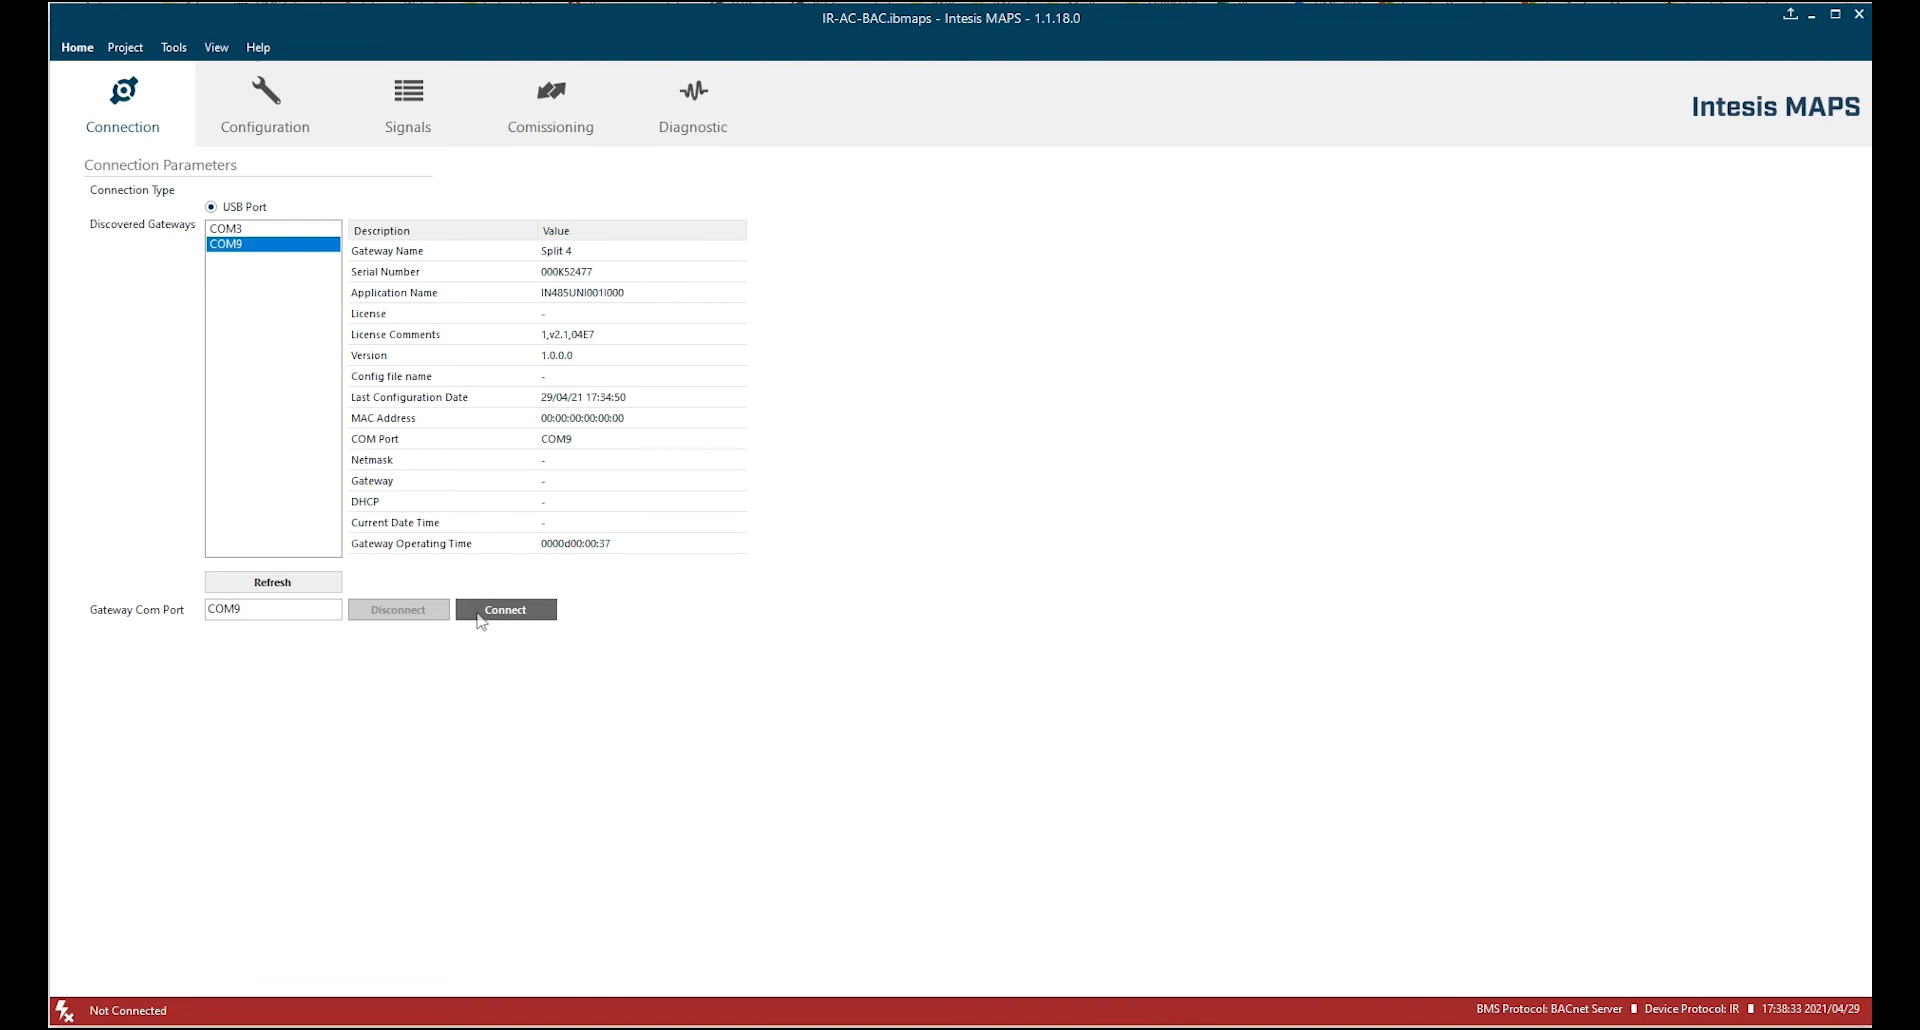 IR-AC-BAC.ibmaps - Intesis MAPS - 1.1.18.0
Home Project Tools View Help
Connection Configuration Signals Comissioning Diagnostic
Intesis MAPS
Connection Parameters
Connection Type
USB Port
Discovered Gateways
COM3
COM9
Description Value
Gateway Name Split 4
Serial Number 000K52477
Application Name IN485UNI001I000
License -
License Comments 1,v2.1,04E7
Version 1.0.0.0
Config file name -
Last Configuration Date 29/04/21 17:34:50
MAC Address 00:00:00:00:00:00
COM Port COM9
Netmask -
Gateway -
DHCP -
Current Date Time -
Gateway Operating Time 0000d00:00:37
Refresh
Gateway Com Port COM9 Disconnect Connect
Not Connected
BMS Protocol: BACnet Server Device Protocol: IR 17:38:33 2021/04/29